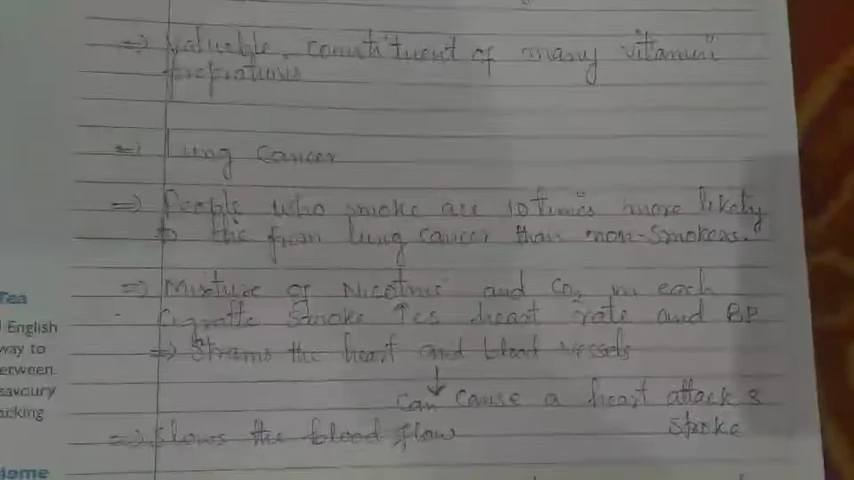 ⇒ Valuable constituent of many vitamin
preparations
⇒ Lung Cancer
⇒ People who smoke are 10 times more likely
to die from lung cancer than non-smokers.
⇒ Mixture of Nicotine and CO₂ in each
Cigratte Smoke ↑es heart rate and BP
⇒ Strains the heart and blood vessels
↓
can cause a heart attack &
stroke
⇒ Slows the blood flow
Tea
English
way to
between
savoury
Home